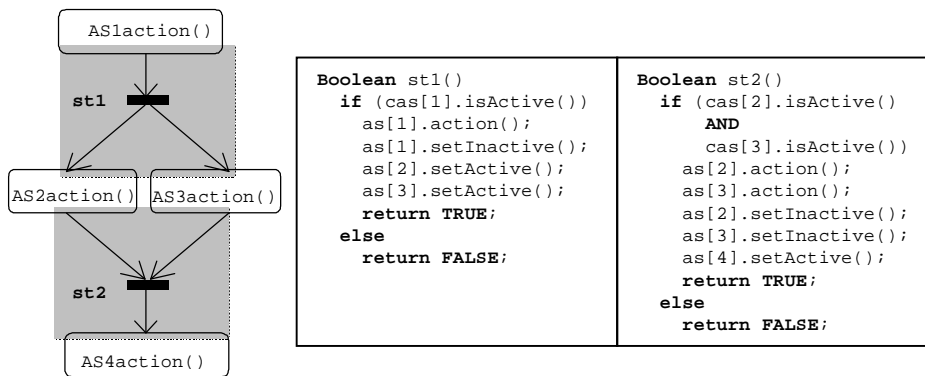 AS1action()
st1
AS2action()
AS3action()
st2
AS4action()
Boolean st1()
if (cas[1].isActive())
as[1].action();
as[1].setInactive();
as[2].setActive();
as[3].setActive();
return TRUE;
else
return FALSE;
Boolean st2()
if (cas[2].isActive()
AND
cas[3].isActive())
as[2].action();
as[3].action();
as[2].setInactive();
as[3].setInactive();
as[4].setActive();
return TRUE;
else
return FALSE;